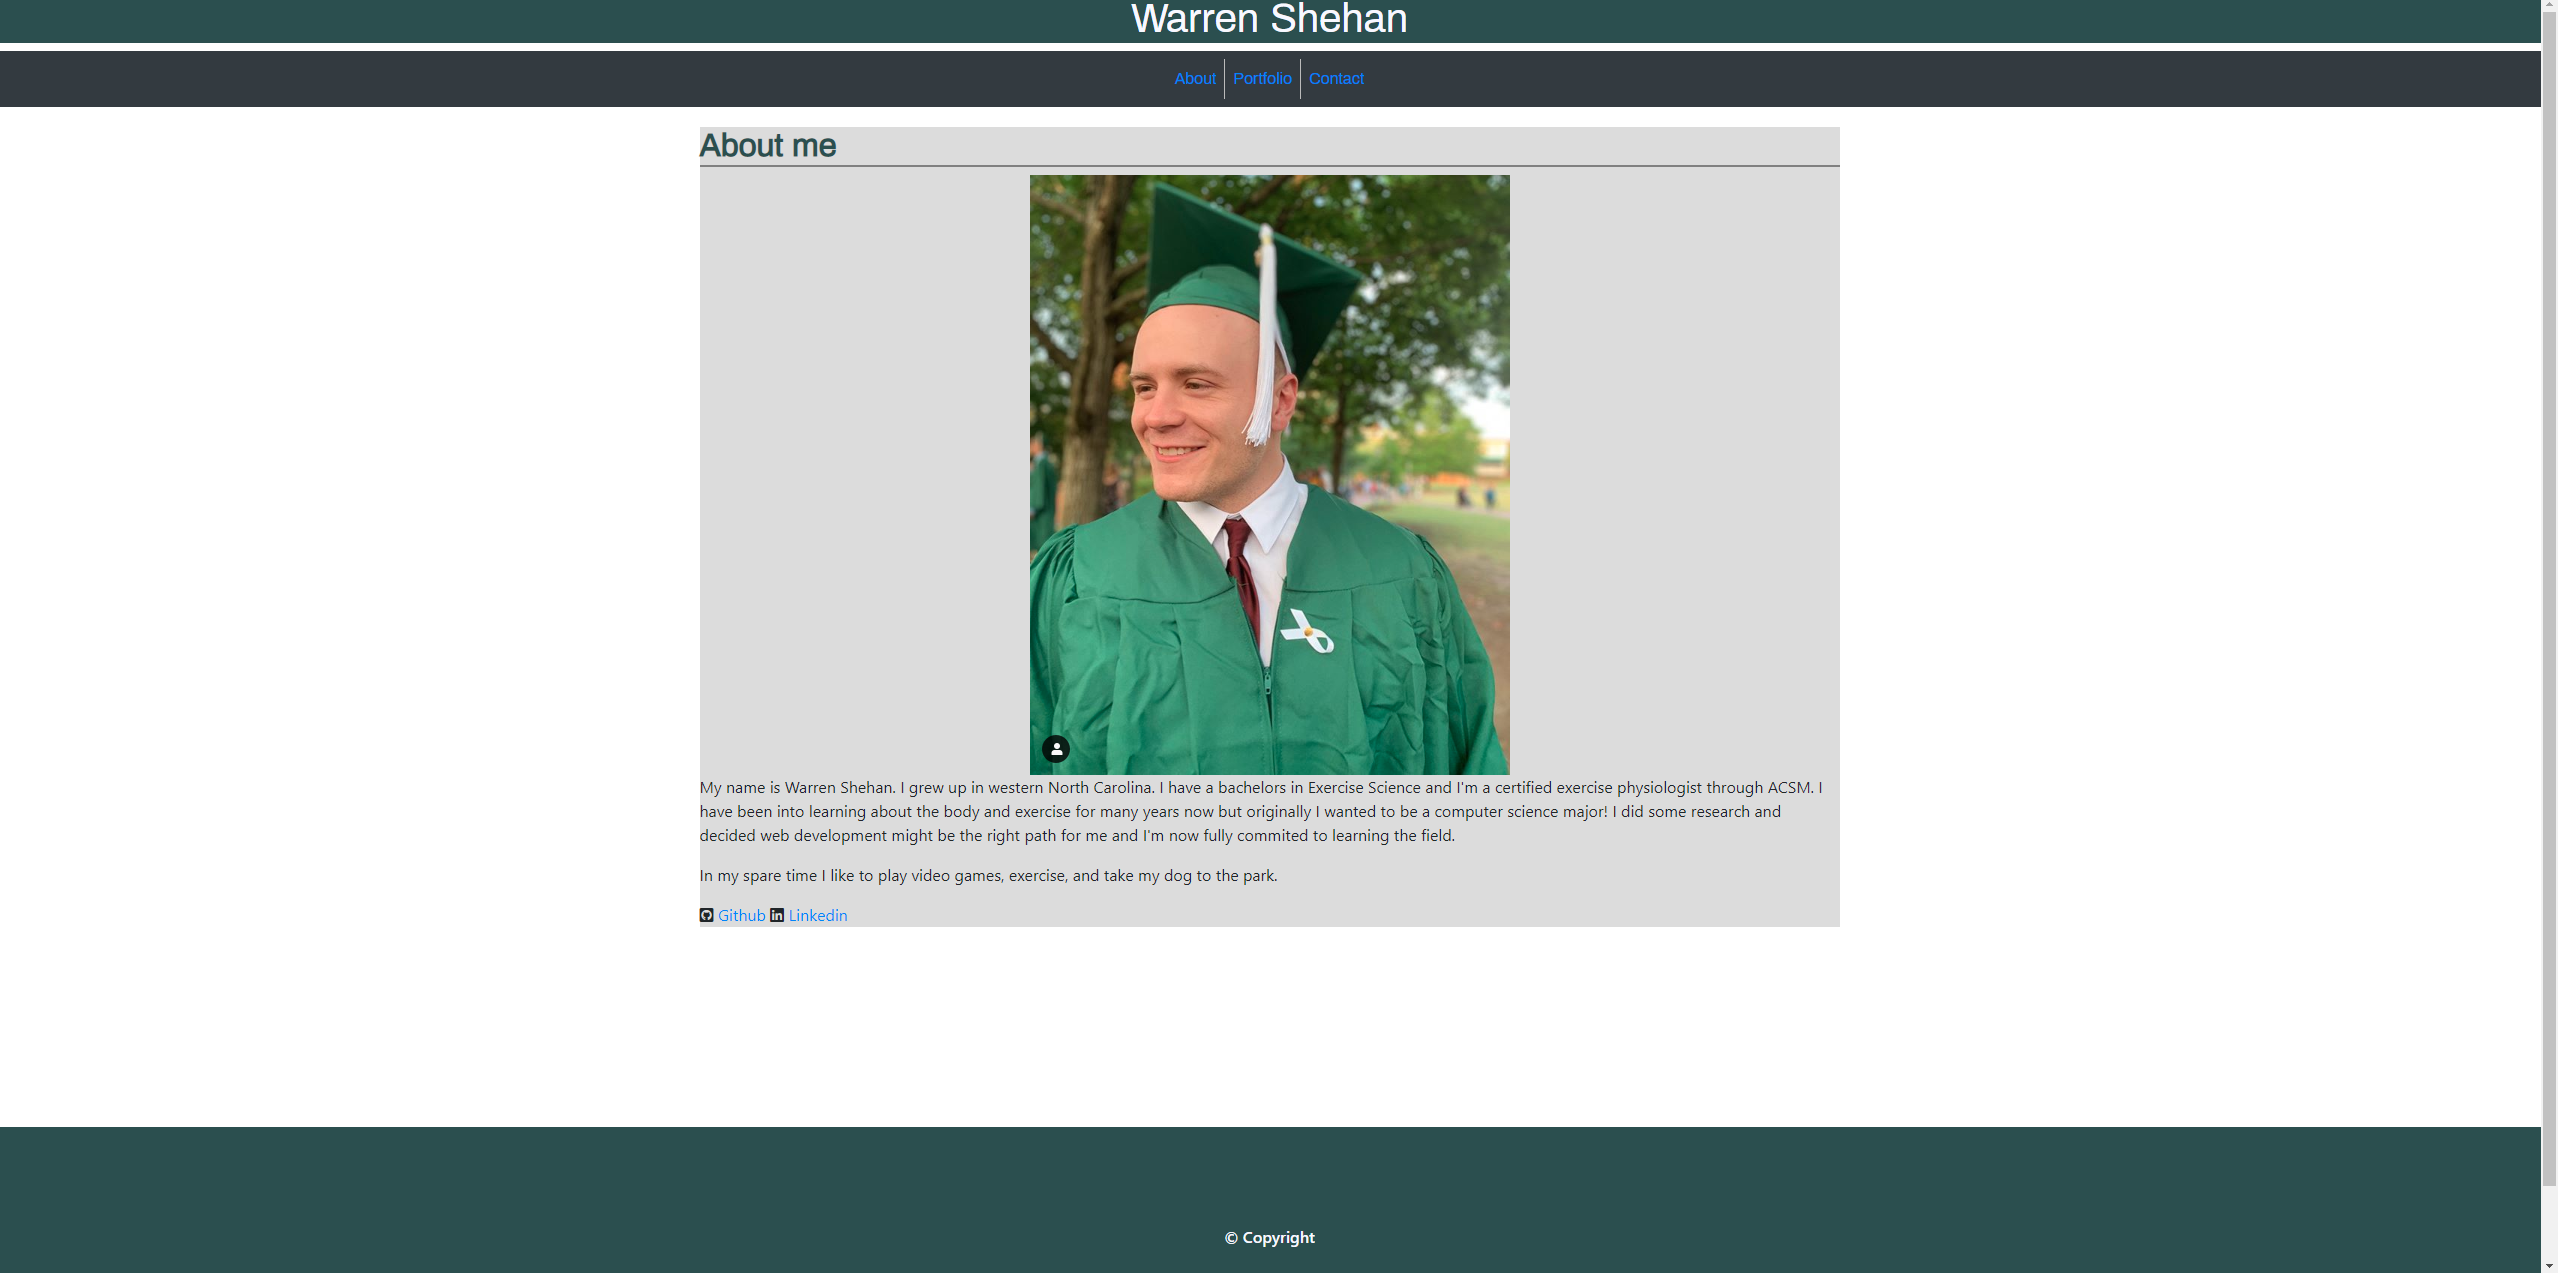 Warren Shehan
About Portfolio Contact
About me
My name is Warren Shehan. I grew up in western North Carolina. I have a bachelors in Exercise Science and I'm a certified exercise physiologist through ACSM. I
have been into learning about the body and exercise for many years now but originally I wanted to be a computer science major! I did some research and
decided web development might be the right path for me and I'm now fully commited to learning the field.
In my spare time I like to play video games, exercise, and take my dog to the park.
Github Linkedin
© Copyright